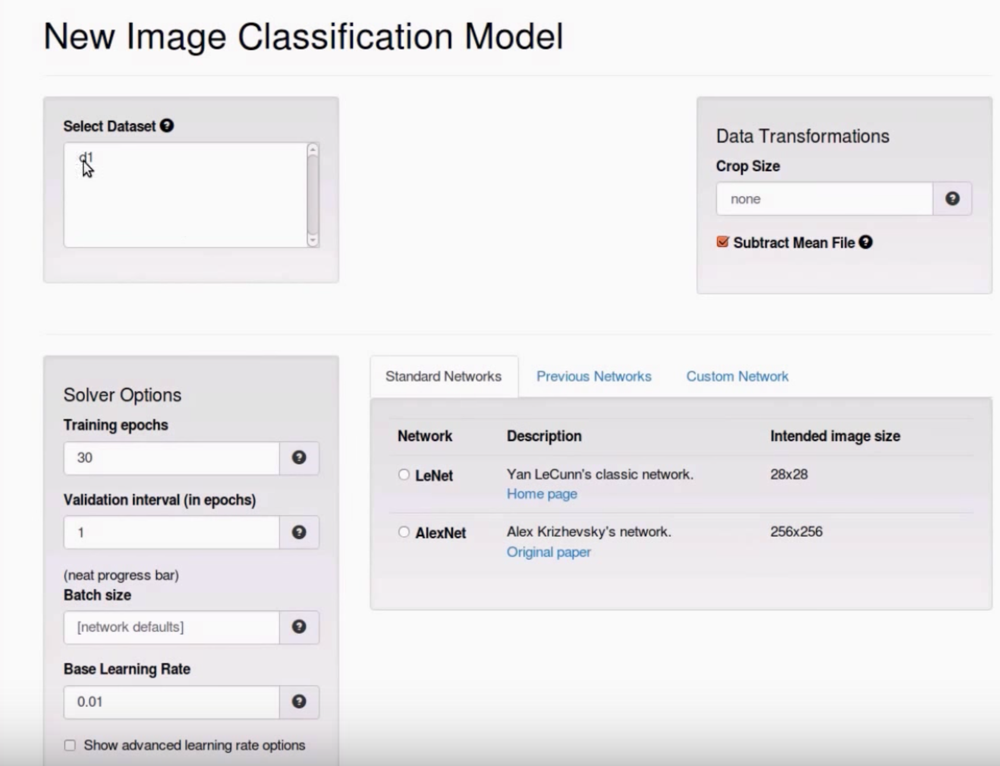 New Image Classification Model
Select Dataset
d1
Data Transformations
Crop Size
none
Subtract Mean File
Solver Options
Training epochs
30
Validation interval (in epochs)
1
(neat progress bar)
Batch size
[network defaults]
Base Learning Rate
0.01
Show advanced learning rate options
Standard Networks Previous Networks Custom Network
Network Description Intended image size
LeNet Yan LeCunn's classic network. 28x28
Home page
AlexNet Alex Krizhevsky's network. 256x256
Original paper